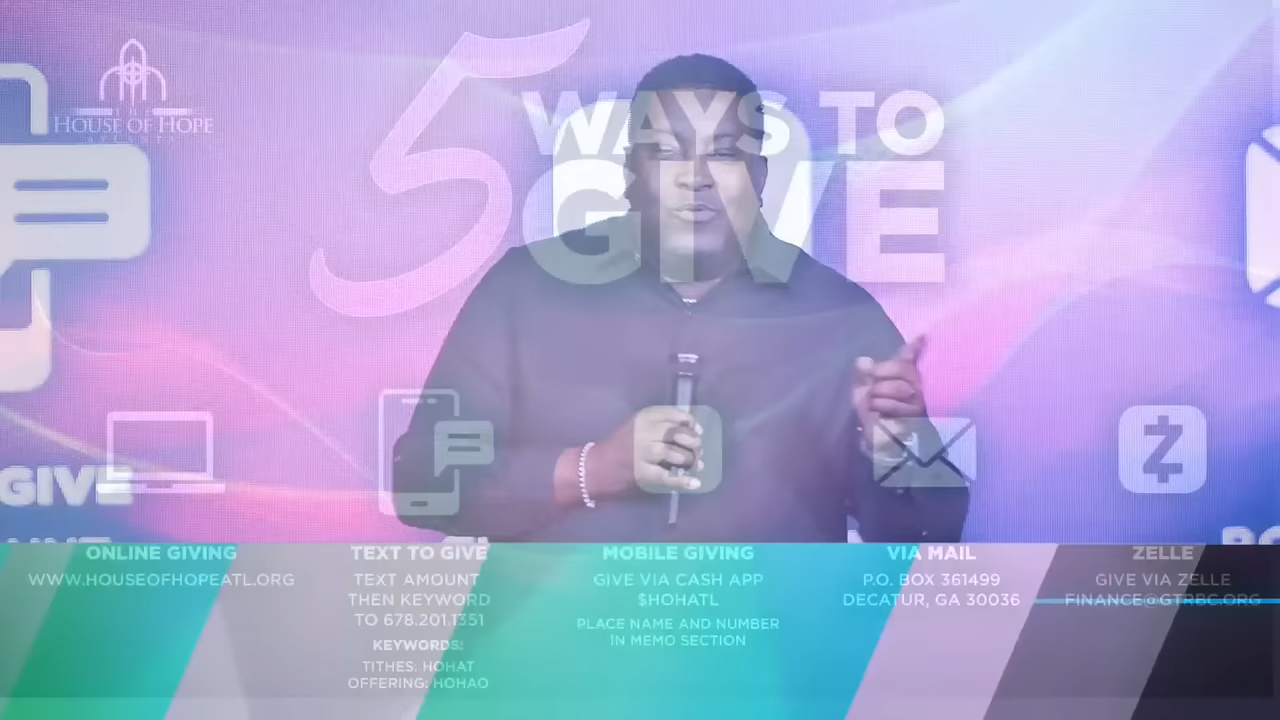 THE
HOUSE OF HOPE
ATLANTA
5 WAYS TO
GIVE
GIVE
ONLINE GIVING
WWW.HOUSEOFHOPEATL.ORG
TEXT TO GIVE
TEXT AMOUNT
THEN KEYWORD
TO 678.201.1351
KEYWORDS:
TITHES: HOHAT
OFFERING: HOHAO
MOBILE GIVING
GIVE VIA CASH APP
$HOHATL
PLACE NAME AND NUMBER
IN MEMO SECTION
VIA MAIL
P.O. BOX 361499
DECATUR, GA 30036
ZELLE
GIVE VIA ZELLE
FINANCE@GTRBC.ORG